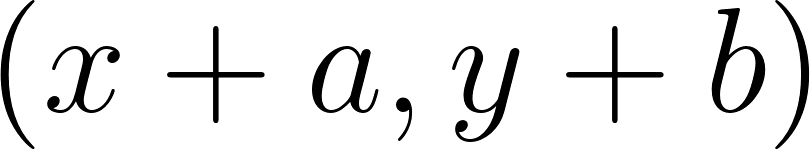 (x + a, y + b)